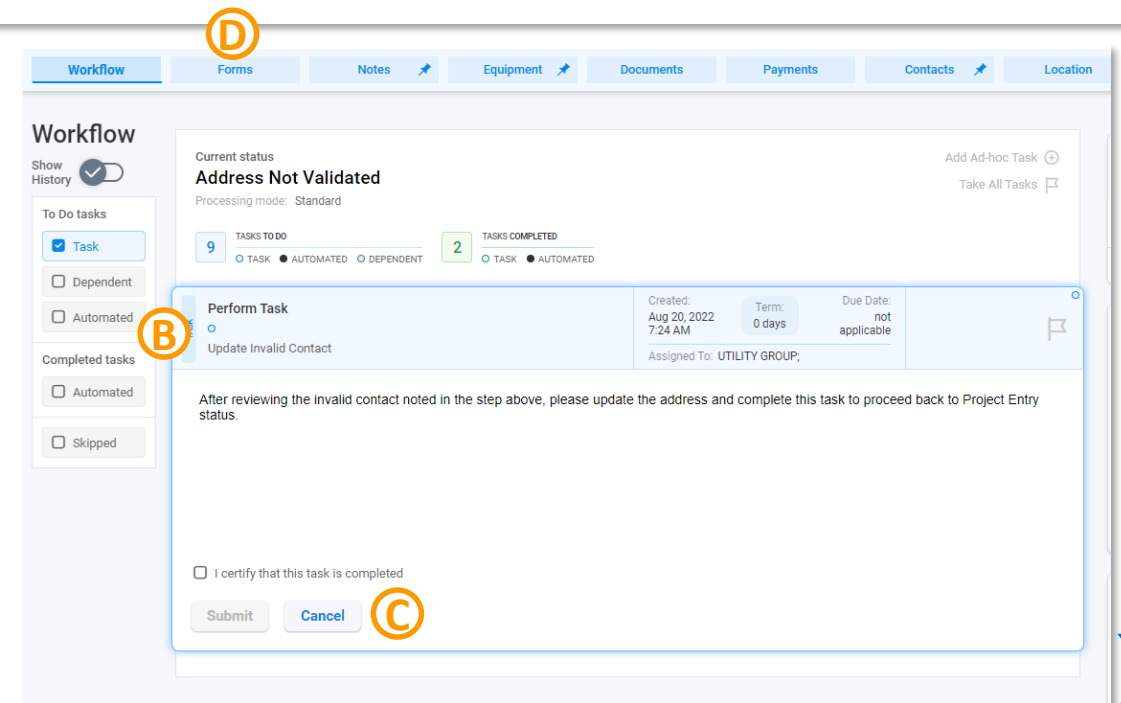 D
Workflow
Forms
Notes
Equipment
Documents
Payments
Contacts
Location
Workflow
Show
History
To Do tasks
Task
Dependent
Automated
Completed tasks
Automated
Skipped
Current status
Address Not Validated
Processing mode: Standard
Add Ad-hoc Task
Take All Tasks
9
TASKS TO DO
TASK AUTOMATED DEPENDENT
2
TASKS COMPLETED
TASK AUTOMATED
B
Perform Task
Update Invalid Contact
Created:
Aug 20, 2022
7:24 AM
Term:
0 days
Due Date:
not
applicable
Assigned To: UTILITY GROUP;
After reviewing the invalid contact noted in the step above, please update the address and complete this task to proceed back to Project Entry
status.
I certify that this task is completed
Submit
Cancel
C